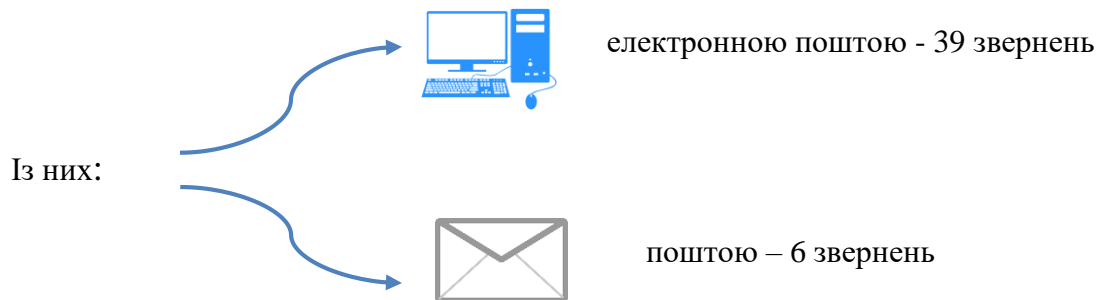 електронною поштою - 39 звернень
Із них:
поштою – 6 звернень